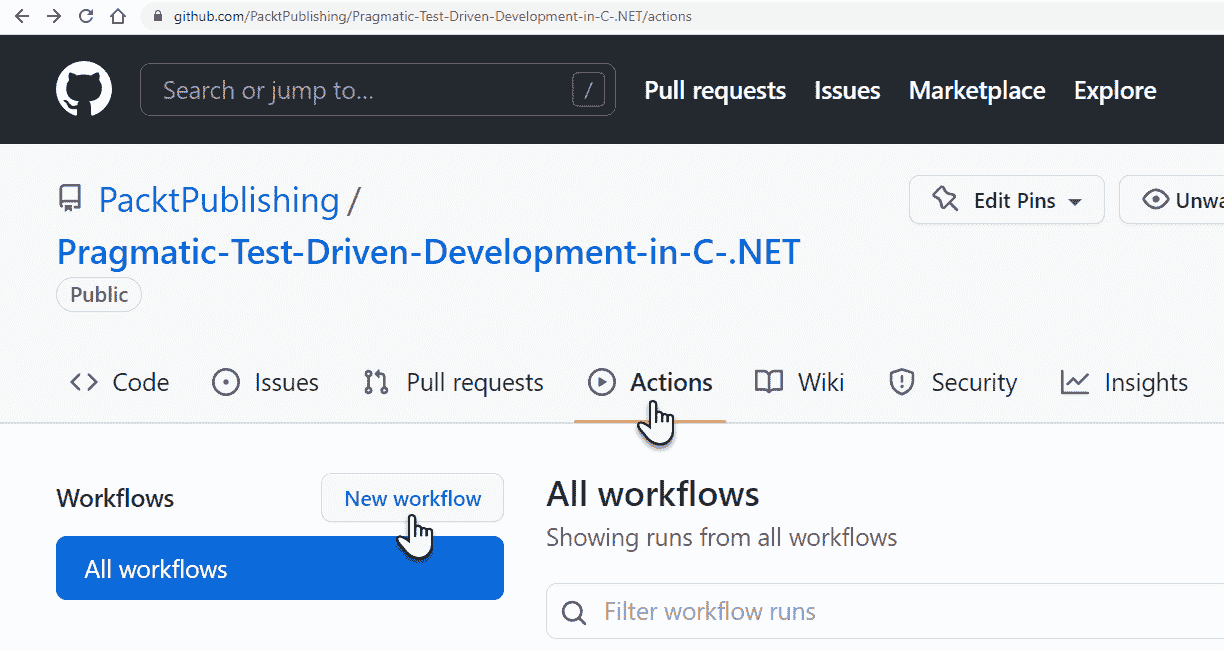 github.com/PacktPublishing/Pragmatic-Test-Driven-Development-in-C-.NET/actions
Search or jump to... /
Pull requests Issues Marketplace Explore
PacktPublishing /
Edit Pins Unwa
Pragmatic-Test-Driven-Development-in-C-.NET
Public
Code Issues Pull requests Actions Wiki Security Insights
Workflows New workflow
All workflows
All workflows
Showing runs from all workflows
Filter workflow runs